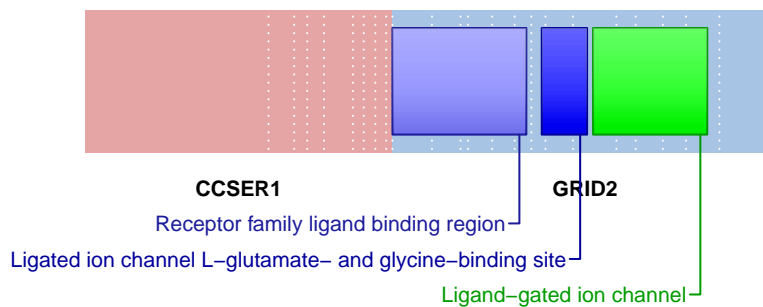 CCSER1 GRID2
Receptor family ligand binding region
Ligated ion channel L−glutamate− and glycine−binding site
Ligand−gated ion channel